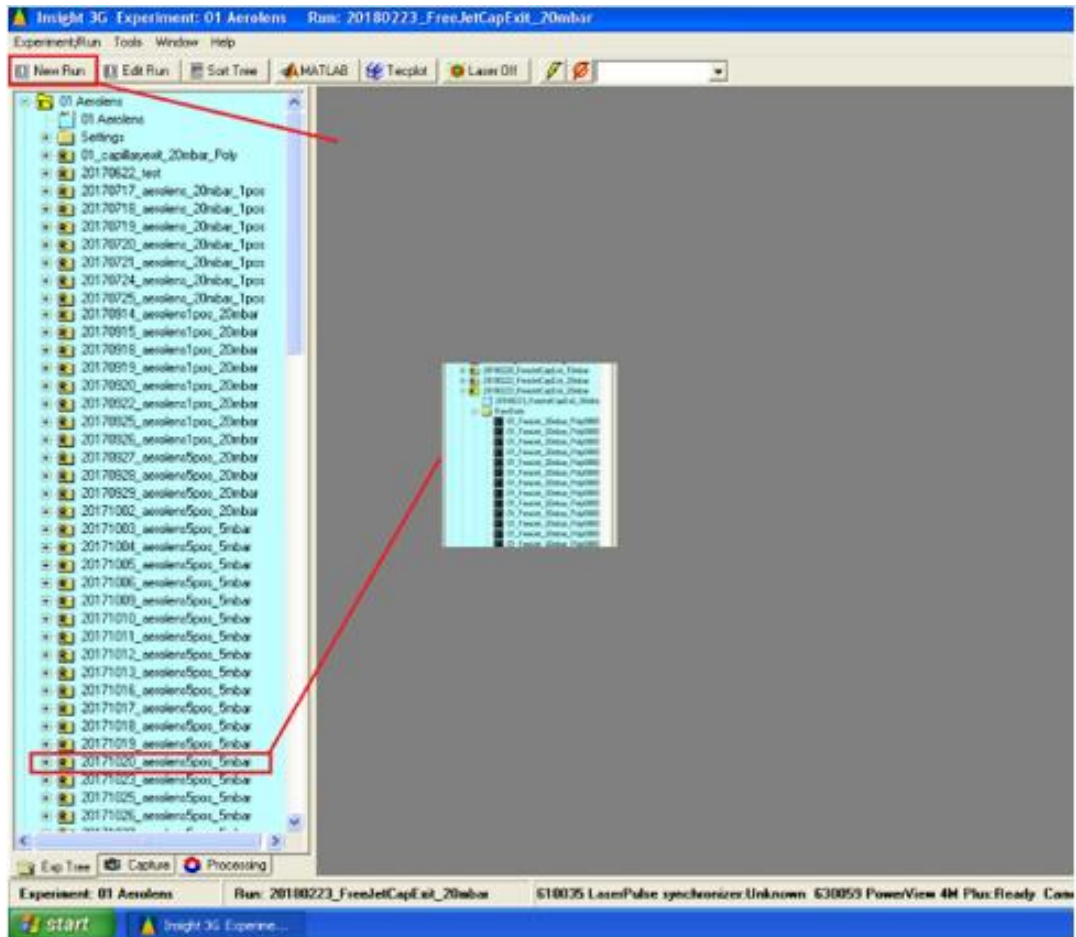 Insight 3G Experiment: 01 Aerolens Run: 20180223_FreeJetCapExit_20mbar
Experiment/Run Tools Window Help
New Run Edit Run Sort Tree MATLAB Tecplot Laser Off
01 Aerolens
01 Aerolens
Settings
01_capillaryexit_20mbar_Poly
20170622_test
20170717_aerolens_20mbar_1pos
20170718_aerolens_20mbar_1pos
20170719_aerolens_20mbar_1pos
20170720_aerolens_20mbar_1pos
20170721_aerolens_20mbar_1pos
20170724_aerolens_20mbar_1pos
20170725_aerolens_20mbar_1pos
20170914_aerolens1pos_20mbar
20170915_aerolens1pos_20mbar
20170918_aerolens1pos_20mbar
20170919_aerolens1pos_20mbar
20170920_aerolens1pos_20mbar
20170922_aerolens1pos_20mbar
20170925_aerolens1pos_20mbar
20170926_aerolens1pos_20mbar
20170927_aerolens5pos_20mbar
20170928_aerolens5pos_20mbar
20170929_aerolens5pos_20mbar
20171002_aerolens5pos_20mbar
20171003_aerolens5pos_5mbar
20171004_aerolens5pos_5mbar
20171005_aerolens5pos_5mbar
20171006_aerolens5pos_5mbar
20171009_aerolens5pos_5mbar
20171010_aerolens5pos_5mbar
20171011_aerolens5pos_5mbar
20171012_aerolens5pos_5mbar
20171013_aerolens5pos_5mbar
20171016_aerolens5pos_5mbar
20171017_aerolens5pos_5mbar
20171018_aerolens5pos_5mbar
20171019_aerolens5pos_5mbar
20171020_aerolens5pos_5mbar
20171023_aerolens5pos_5mbar
20171025_aerolens5pos_5mbar
20171026_aerolens5pos_5mbar
Exp Tree Capture Processing
Experiment: 01 Aerolens Run: 20180223_FreeJetCapExit_20mbar 610035 LaserPulse synchronizer:Unknown 630059 PowerView 4M Plus:Ready
start Insight 3G Experime...